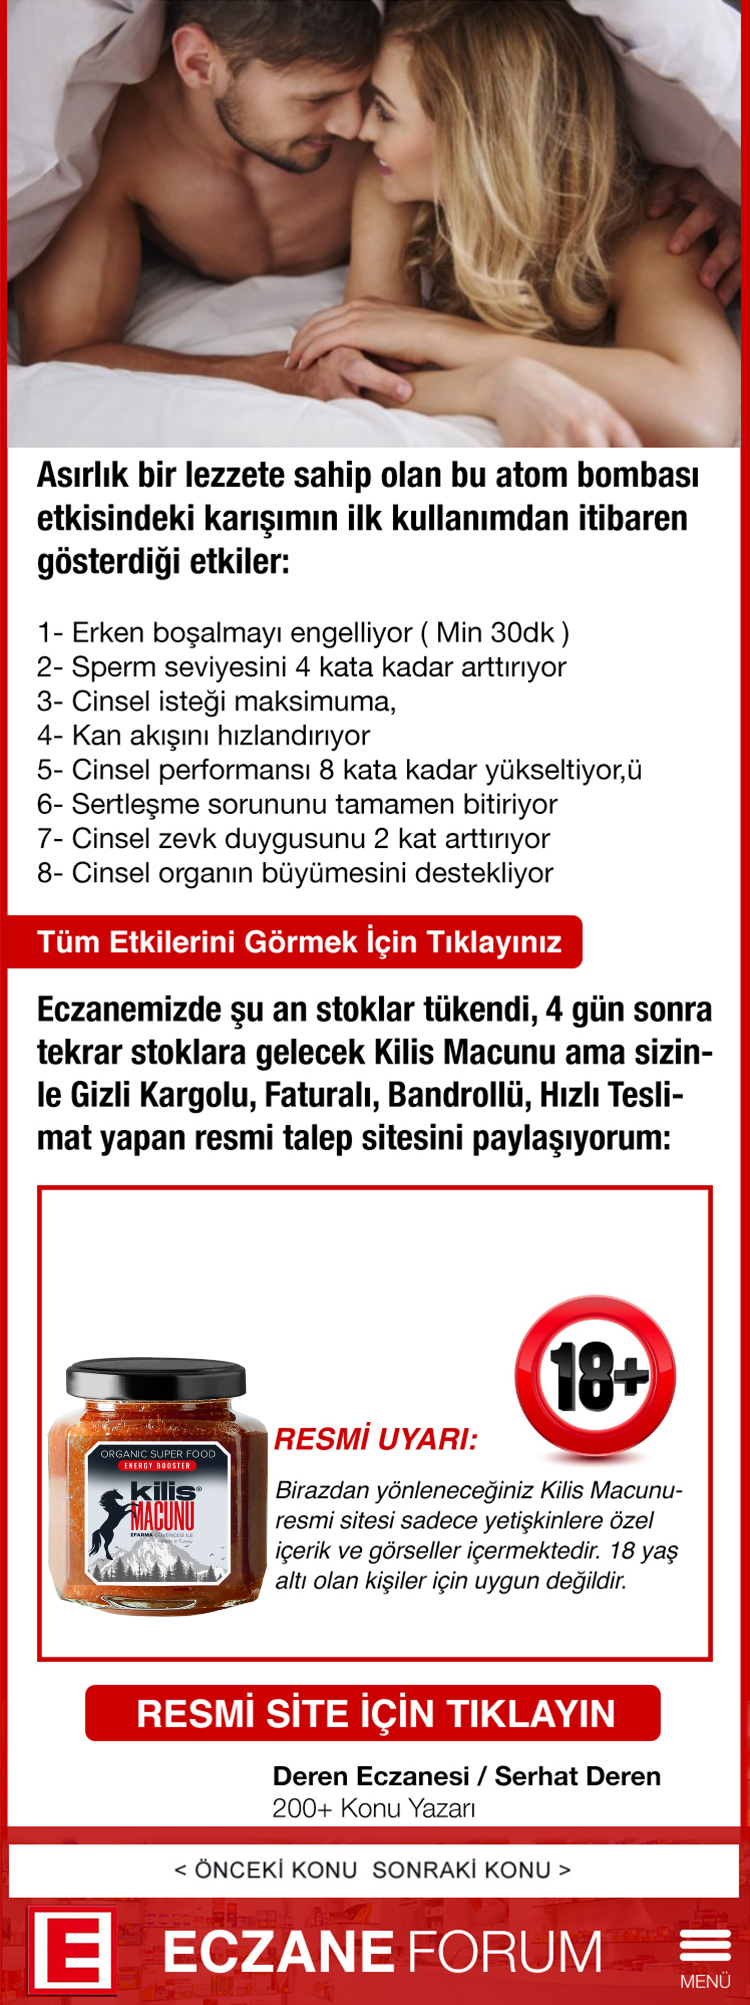 Asırlık bir lezzete sahip olan bu atom bombası
etkisindeki karışımın ilk kullanımdan itibaren
gösterdiği etkiler:
1- Erken boşalmayı engelliyor ( Min 30dk )
2- Sperm seviyesini 4 kata kadar arttırıyor
3- Cinsel isteği maksimuma,
4- Kan akışını hızlandırıyor
5- Cinsel performansı 8 kata kadar yükseltiyor,ü
6- Sertleşme sorununu tamamen bitiriyor
7- Cinsel zevk duygusunu 2 kat arttırıyor
8- Cinsel organın büyümesini destekliyor
Tüm Etkilerini Görmek İçin Tıklayınız
Eczanemizde şu an stoklar tükendi, 4 gün sonra
tekrar stoklara gelecek Kilis Macunu ama sizin-
le Gizli Kargolu, Faturalı, Bandrollü, Hızlı Tesli-
mat yapan resmi talep sitesini paylaşıyorum:
18+
ORGANIC SUPER FOOD
ENERGY BOOSTER
kilis®
MACUNU
EFARMA GÜVENCESİ İLE
RESMİ UYARI:
Birazdan yönleneceğiniz Kilis Macunu-
resmi sitesi sadece yetişkinlere özel
içerik ve görseller içermektedir. 18 yaş
altı olan kişiler için uygun değildir.
RESMİ SİTE İÇİN TIKLAYIN
Deren Eczanesi / Serhat Deren
200+ Konu Yazarı
< ÖNCEKİ KONU SONRAKİ KONU >
E ECZANE FORUM
MENÜ